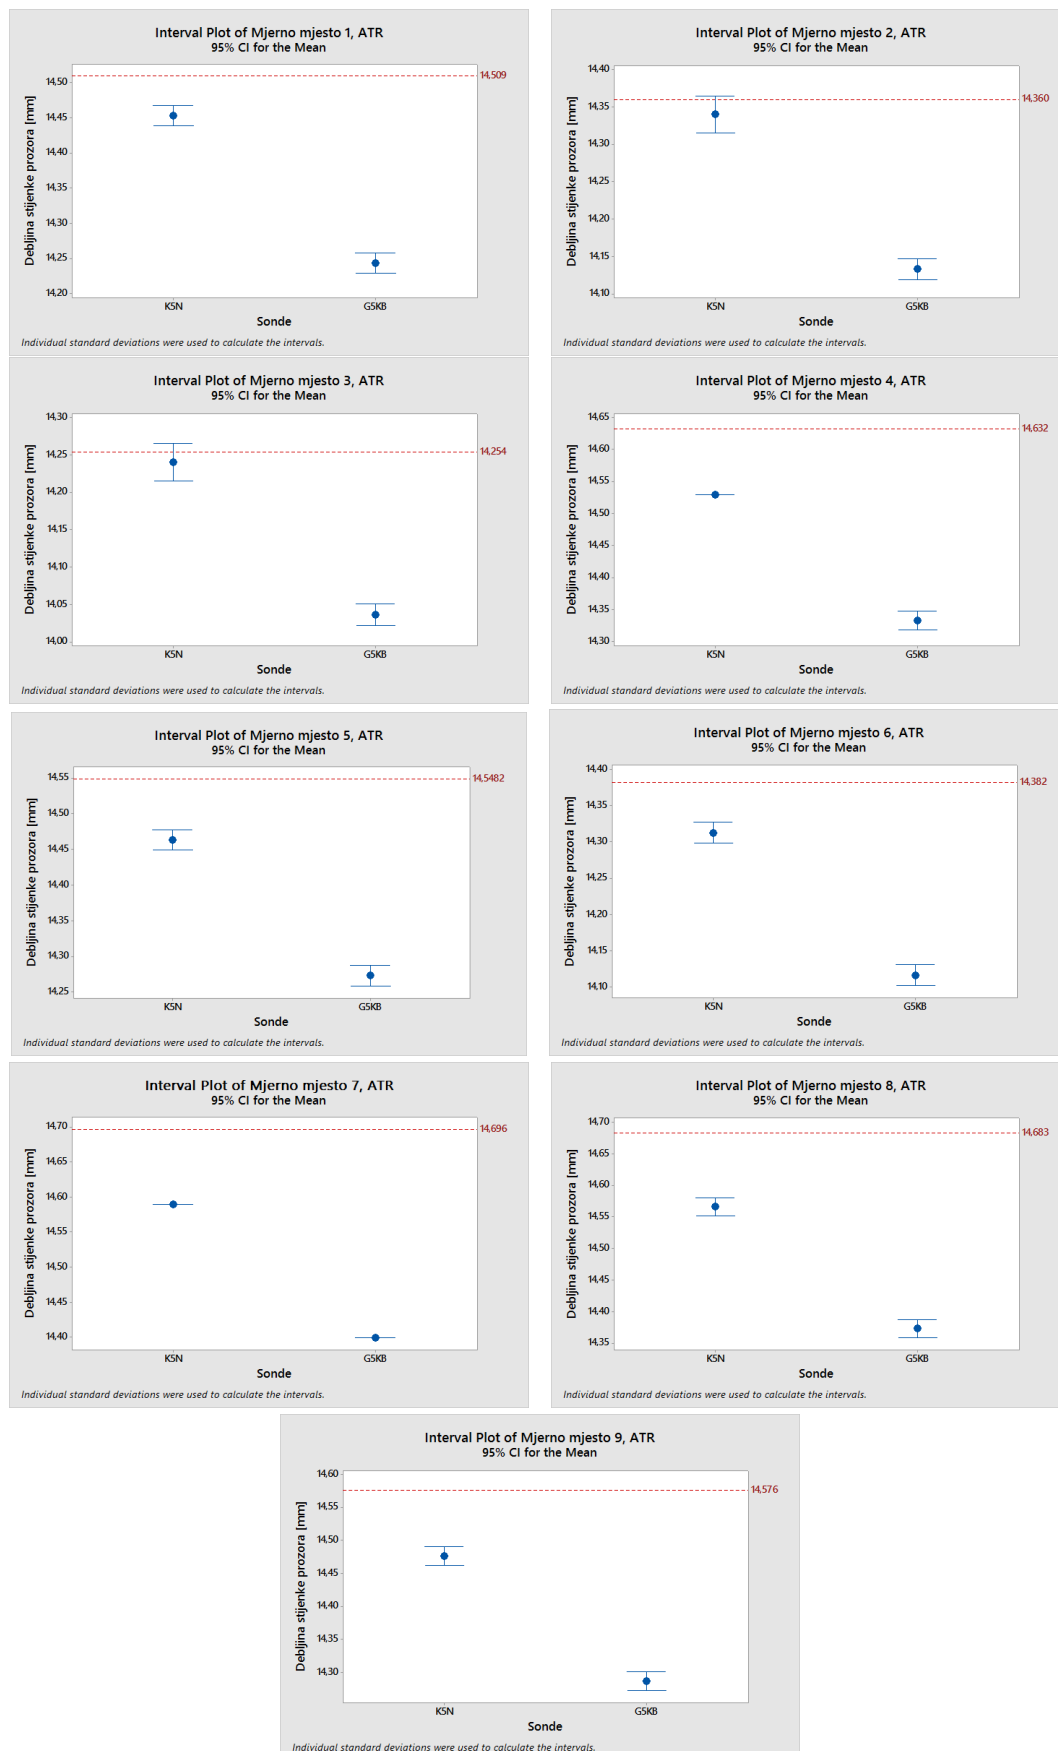 Interval Plot of Mjerno mjesto 1, ATR
95% CI for the Mean
Debljina stijenke prozora [mm]
14,50
14,45
14,40
14,35
14,30
14,25
14,20
14,509
K5N
G5KB
Sonde
Individual standard deviations were used to calculate the intervals.
Interval Plot of Mjerno mjesto 2, ATR
95% CI for the Mean
Debljina stijenke prozora [mm]
14,40
14,35
14,30
14,25
14,20
14,15
14,10
14,360
K5N
G5KB
Sonde
Individual standard deviations were used to calculate the intervals.
Interval Plot of Mjerno mjesto 3, ATR
95% CI for the Mean
Debljina stijenke prozora [mm]
14,30
14,25
14,20
14,15
14,10
14,05
14,00
14,254
K5N
G5KB
Sonde
Individual standard deviations were used to calculate the intervals.
Interval Plot of Mjerno mjesto 4, ATR
95% CI for the Mean
Debljina stijenke prozora [mm]
14,65
14,60
14,55
14,50
14,45
14,40
14,35
14,30
14,632
K5N
G5KB
Sonde
Individual standard deviations were used to calculate the intervals.
Interval Plot of Mjerno mjesto 5, ATR
95% CI for the Mean
Debljina stijenke prozora [mm]
14,55
14,50
14,45
14,40
14,35
14,30
14,25
14,5482
K5N
G5KB
Sonde
Individual standard deviations were used to calculate the intervals.
Interval Plot of Mjerno mjesto 6, ATR
95% CI for the Mean
Debljina stijenke prozora [mm]
14,40
14,35
14,30
14,25
14,20
14,15
14,10
14,382
K5N
G5KB
Sonde
Individual standard deviations were used to calculate the intervals.
Interval Plot of Mjerno mjesto 7, ATR
95% CI for the Mean
Debljina stijenke prozora [mm]
14,70
14,65
14,60
14,55
14,50
14,45
14,40
14,696
K5N
G5KB
Sonde
Individual standard deviations were used to calculate the intervals.
Interval Plot of Mjerno mjesto 8, ATR
95% CI for the Mean
Debljina stijenke prozora [mm]
14,70
14,65
14,60
14,55
14,50
14,45
14,40
14,35
14,683
K5N
G5KB
Sonde
Individual standard deviations were used to calculate the intervals.
Interval Plot of Mjerno mjesto 9, ATR
95% CI for the Mean
Debljina stijenke prozora [mm]
14,60
14,55
14,50
14,45
14,40
14,35
14,30
14,576
K5N
G5KB
Sonde
Individual standard deviations were used to calculate the intervals.